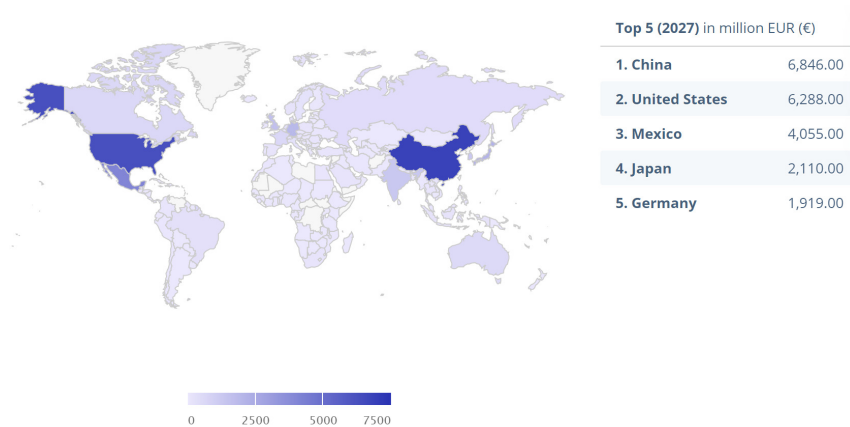 Top 5 (2027) in million EUR (€)
1. China 6,846.00
2. United States 6,288.00
3. Mexico 4,055.00
4. Japan 2,110.00
5. Germany 1,919.00
0 2500 5000 7500